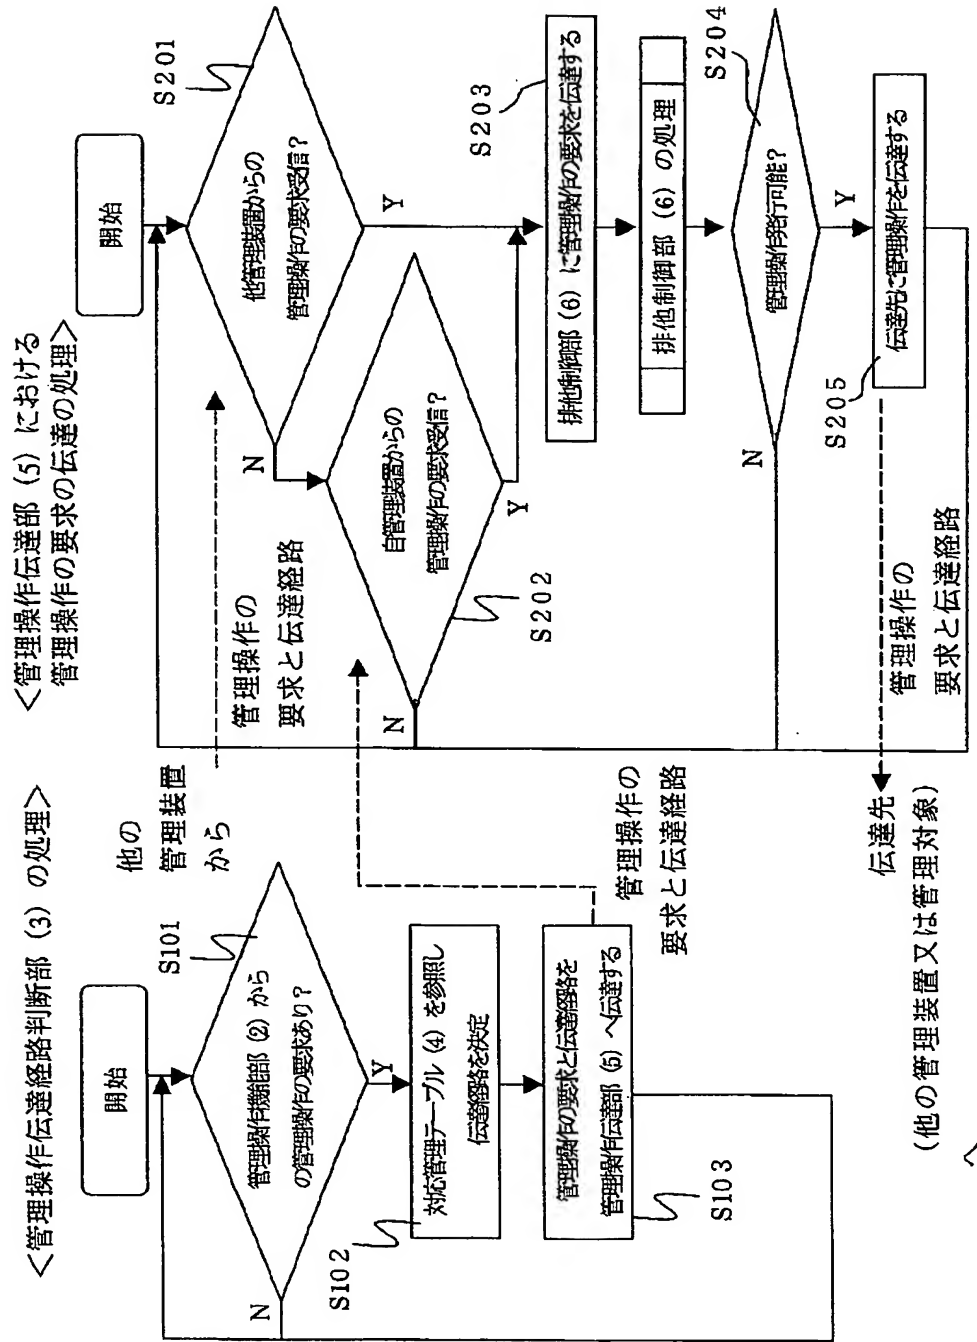 <管理操作伝達経路判断部 (3) の処理>
開始
S101
管理操作機能部 (2) から
の管理操作の要求あり？
N
Y
対応管理テーブル (4) を参照し
伝達経路を決定
S102
管理操作の要求と伝達経路を
管理操作伝達部 (5) へ伝達する
S103
管理操作の
要求と伝達経路
他の
管理装置
から
<管理操作伝達部 (5) における
管理操作の要求の伝達の処理>
開始
S201
他管理装置からの
管理操作の要求受信？
N
Y
管理操作の
要求と伝達経路
自管理装置からの
管理操作の要求受信？
S202
N
Y
排他制御部 (6) に管理操作の要求を伝達する
S203
排他制御部 (6) の処理
管理操作発行可能？
S204
N
Y
伝達先に管理操作を伝達する
S205
管理操作の
要求と伝達経路
伝達先
(他の管理装置又は管理対象)
へ